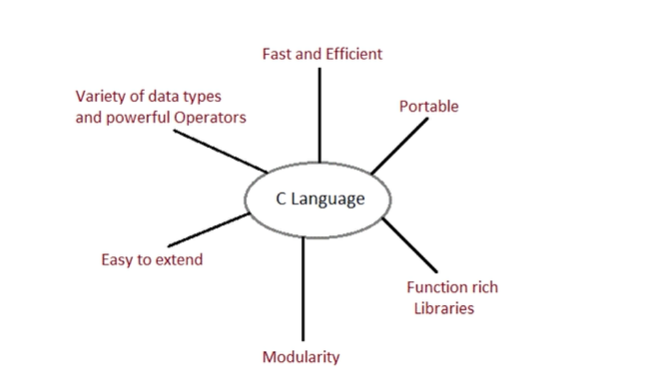 Fast and Efficient
Variety of data types
and powerful Operators
Portable
C Language
Easy to extend
Function rich
Libraries
Modularity